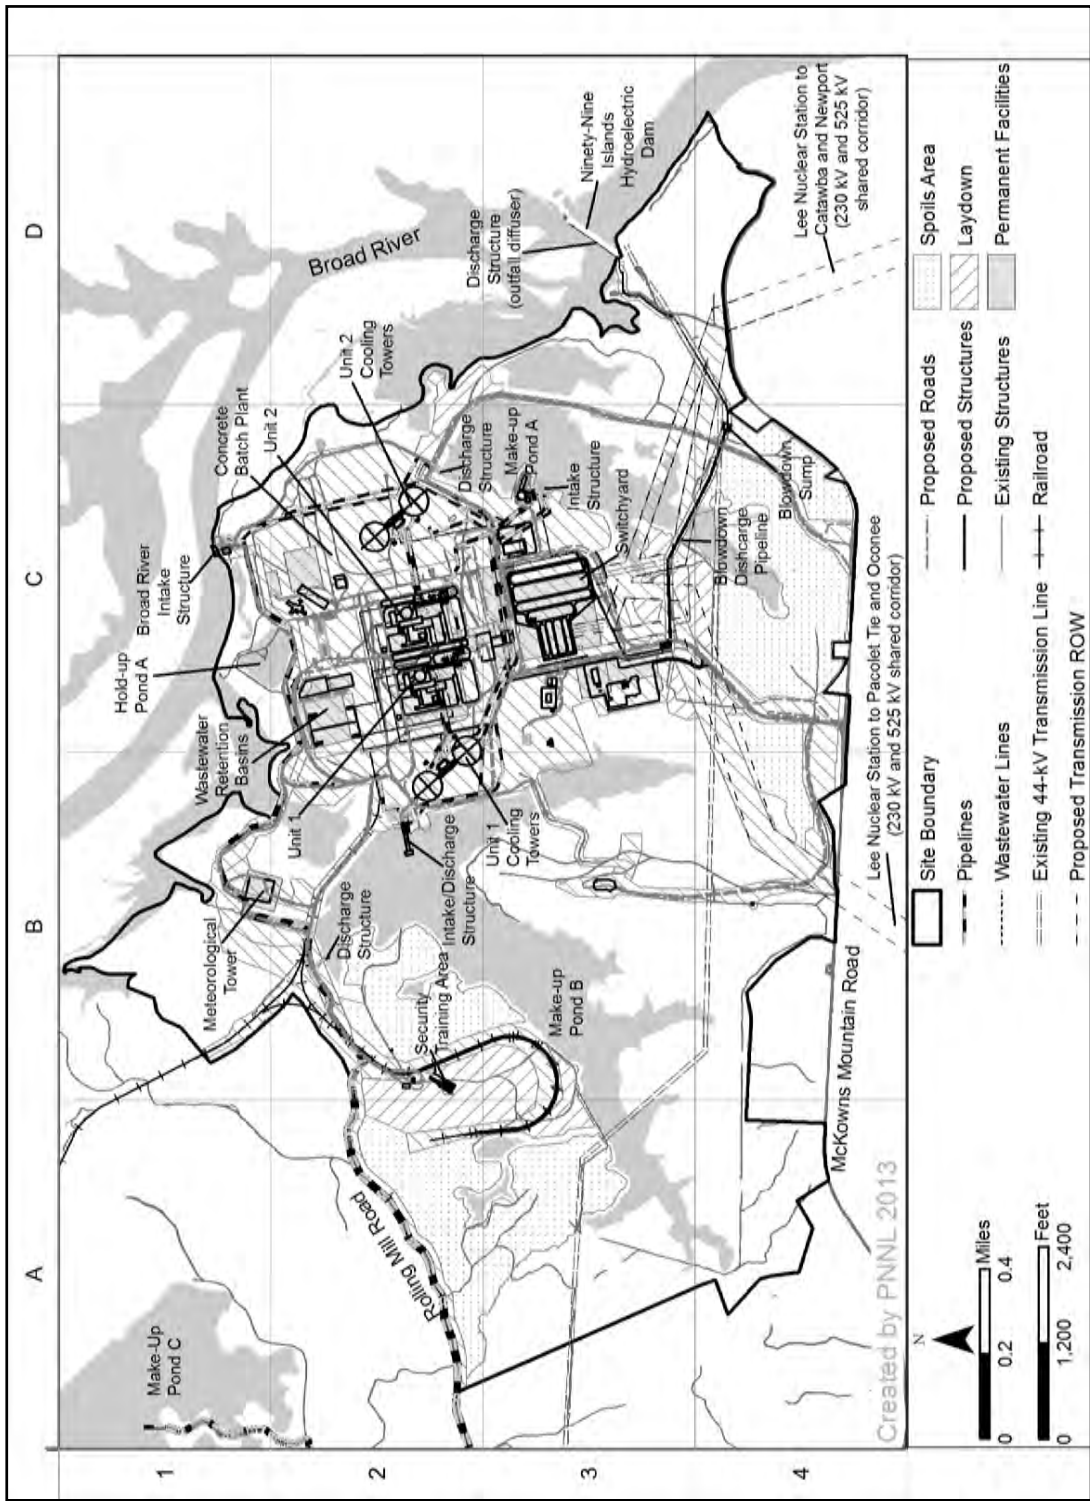 A
B
C
D
1
2
3
4
Make-Up
Pond C
Rolling Mill Road
Meteorological
Tower
Discharge
Structure
Security
Training Area
Intake/Discharge
Structure
Make-up
Pond B
Unit 1
Cooling
Towers
Unit 1
Wastewater
Retention
Basins
Hold-up
Pond A
Broad River
Intake
Structure
Concrete
Batch Plant
Unit 2
Unit 2
Cooling
Towers
Broad River
Discharge
Structure
Make-up
Pond A
Intake
Structure
Switchyard
Discharge
Structure
(outfall diffuser)
Ninety-Nine
Islands
Hydroelectric
Dam
Blowdown
Dishcarge
Pipeline
Blowdown
Sump
Lee Nuclear Station to
Catawba and Newport
(230 kV and 525 kV
shared corridor)
Lee Nuclear Station to Pacolet Tie and Oconee
(230 kV and 525 kV shared corridor)
McKowns Mountain Road
Created by PNNL 2013
N
Miles
0 0.2 0.4
Feet
0 1,200 2,400
Site Boundary
Pipelines
Wastewater Lines
Existing 44-kV Transmission Line
Proposed Transmission ROW
Proposed Roads
Proposed Structures
Existing Structures
Railroad
Spoils Area
Laydown
Permanent Facilities